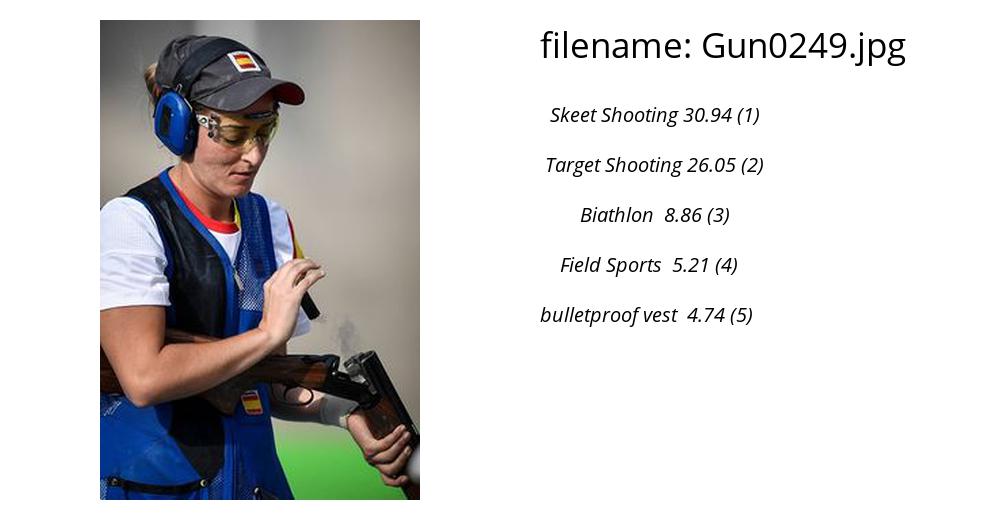 filename: Gun0249.jpg
Skeet Shooting 30.94 (1)
Target Shooting 26.05 (2)
Biathlon 8.86 (3)
Field Sports 5.21 (4)
bulletproof vest 4.74 (5)